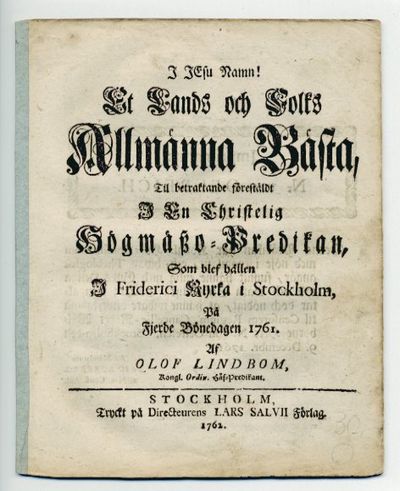 I JEsu Namn!
Et Lands och Folks
Allmänna Bästa,
Til betraktande förestäldt
I En Christelig
Högmäßo-Predikan,
Som blef hållen
I Friderici Kyrka i Stockholm,
På
Fjerde Bönedagen 1761.
Af
OLOF LINDBOM,
Kongl. Ordin. Hof-Predikant.
STOCKHOLM,
Tryckt på Directeurens LARS SALVII Förlag.
1762.